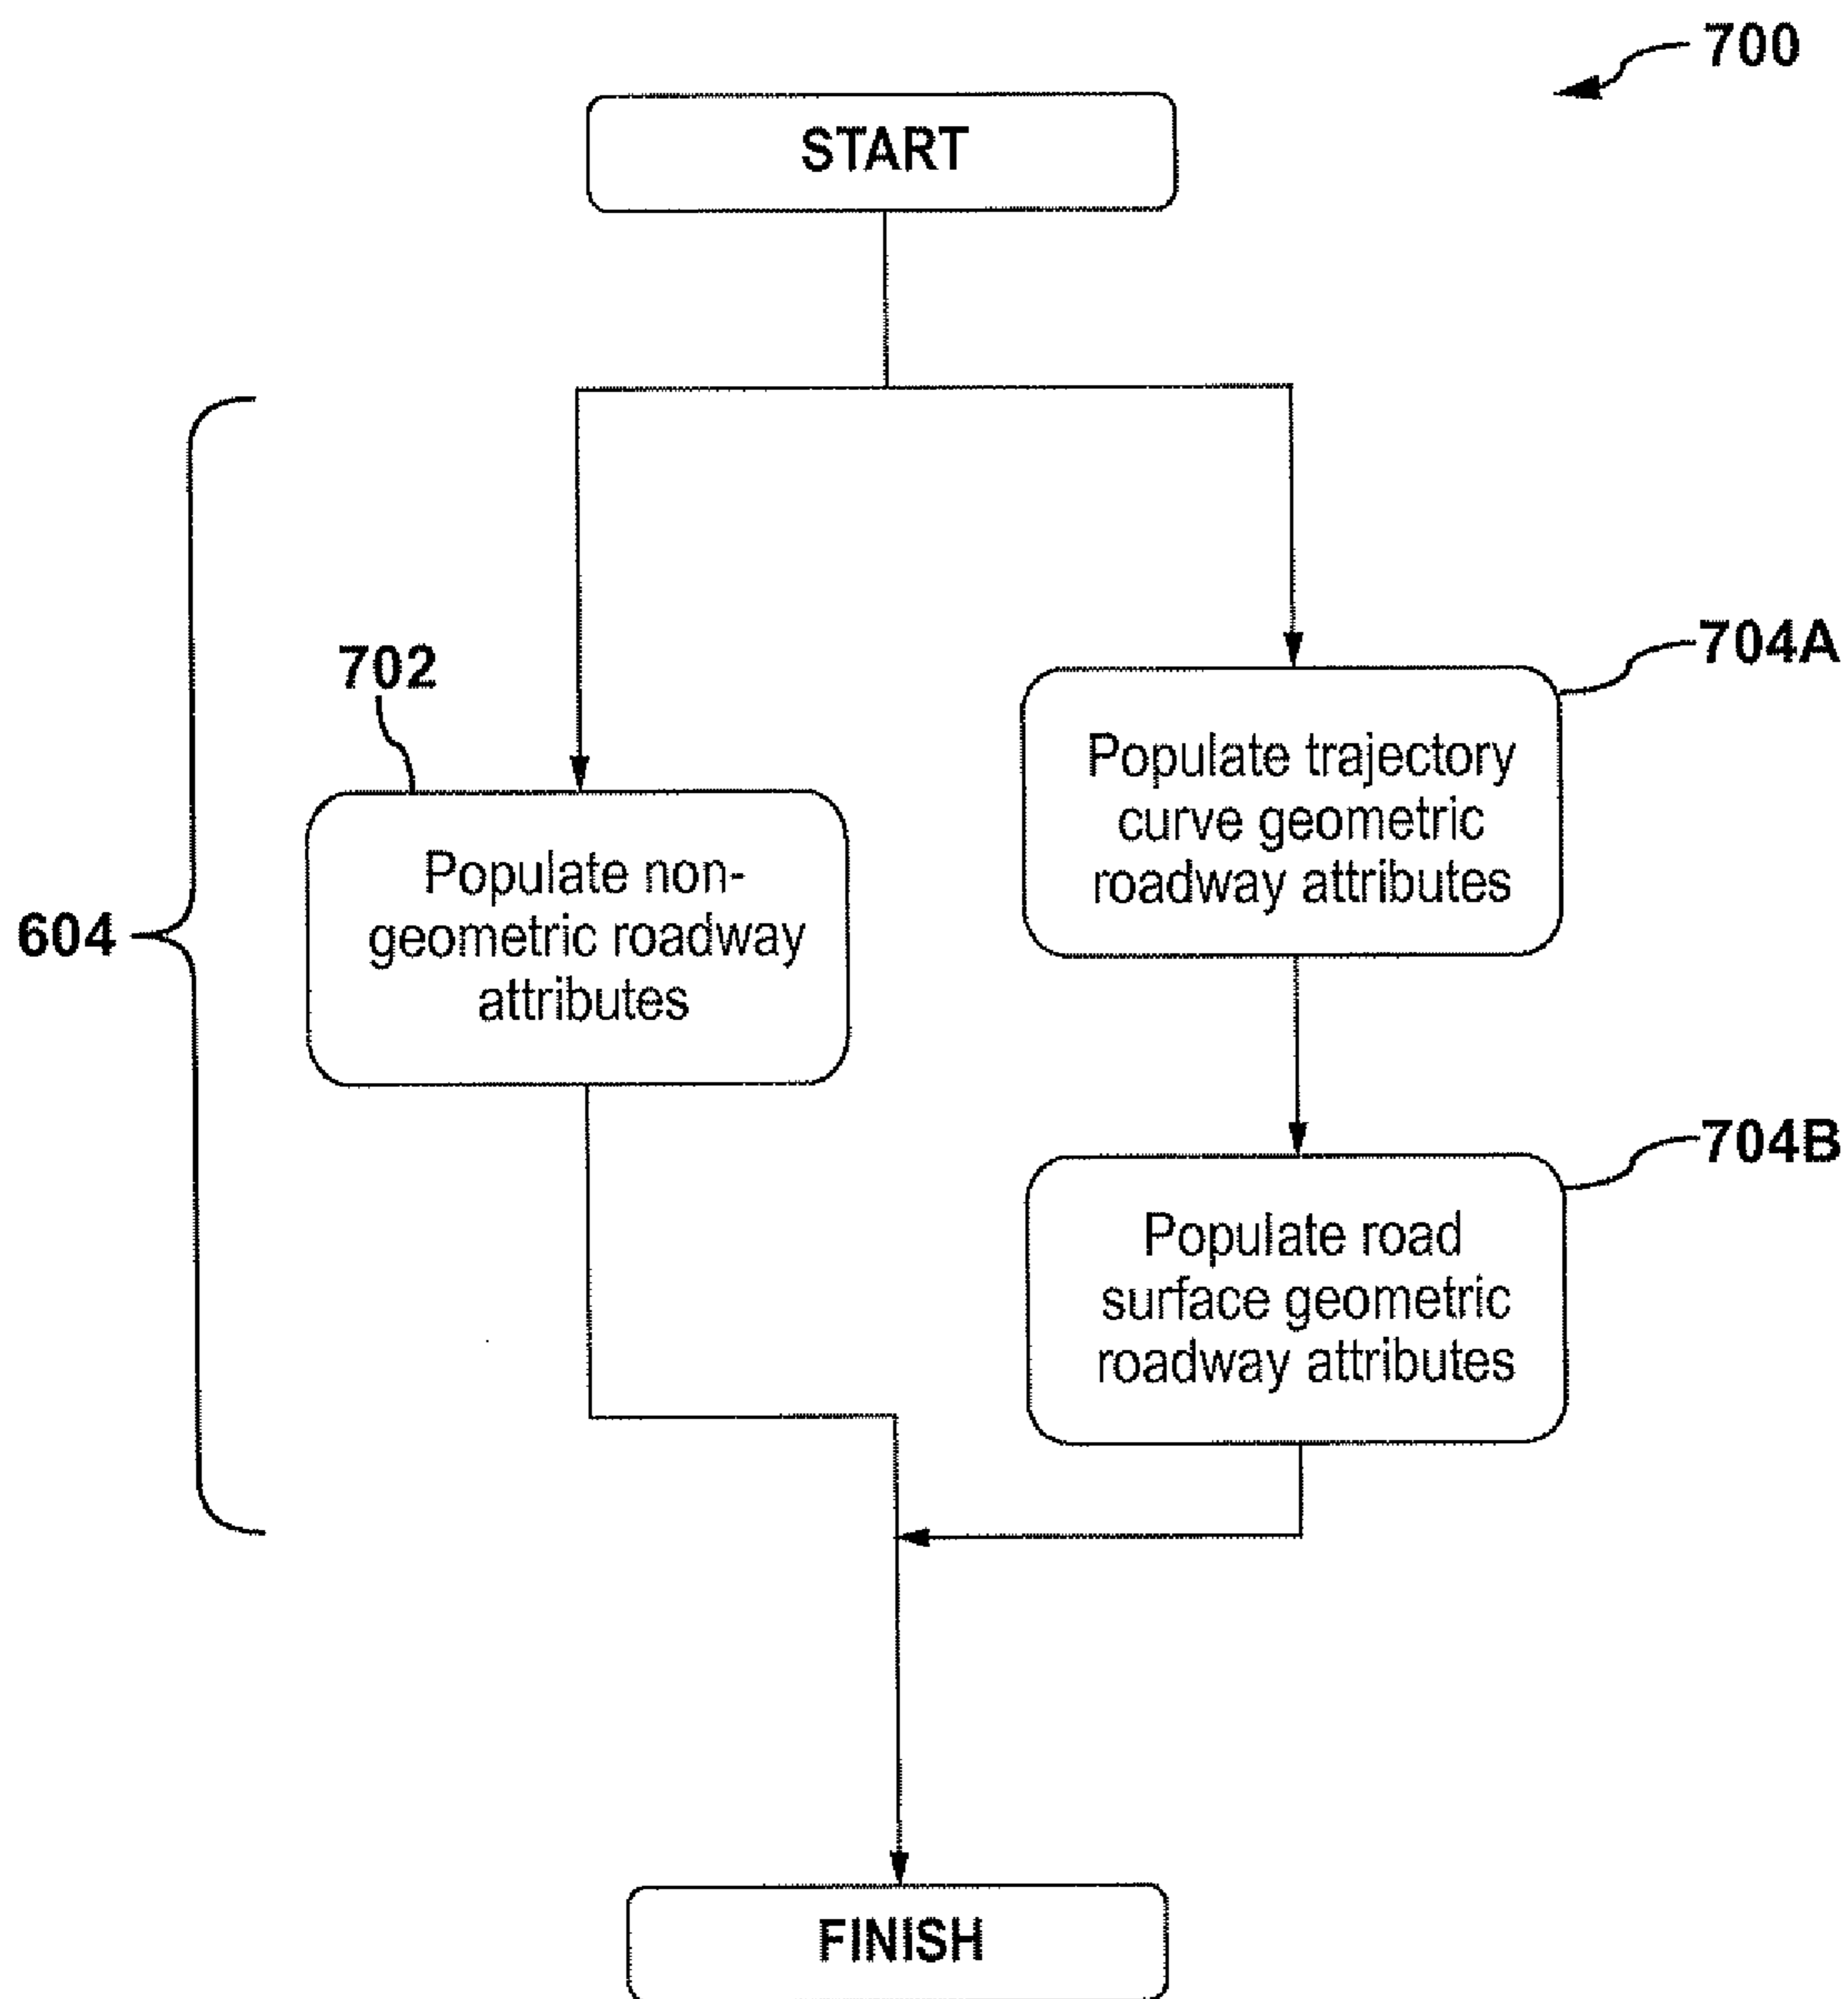 700
START
704A
702
Populate trajectory
curve geometric
roadway attributes
Populate non-
geometric roadway
attributes
604
704B
Populate road
surface geometric
roadway attributes
FINISH